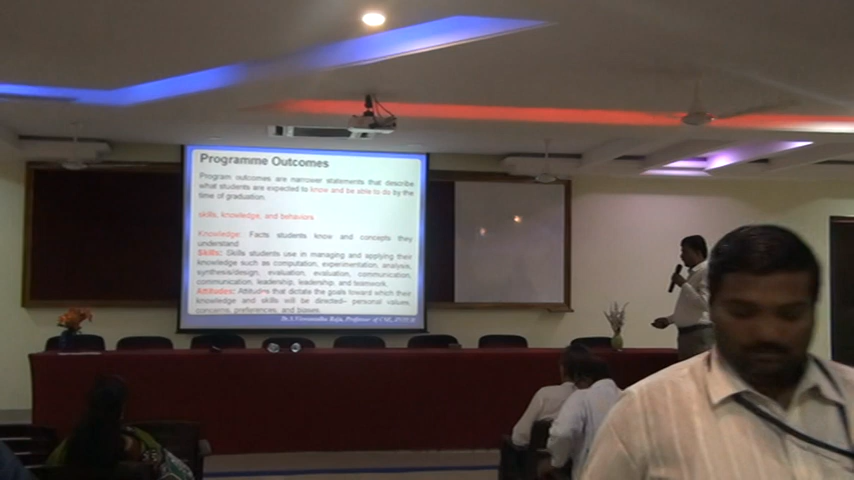 Programme Outcomes
Program outcomes are narrower statements that describe
what students are expected to know and be able to do by the
time of graduation.
skills, knowledge, and behaviors
Knowledge: Facts students know and concepts they
understand
Skills: Skills students use in managing and applying their
knowledge such as computation, experimentation, analysis,
synthesis/design, evaluation, evaluation, communication,
communication, leadership, leadership, and teamwork.
Attitudes: Attitudes that dictate the goals toward which their
knowledge and skills will be directed– personal values,
concerns, preferences, and biases.
Raju, Professor of CSE,